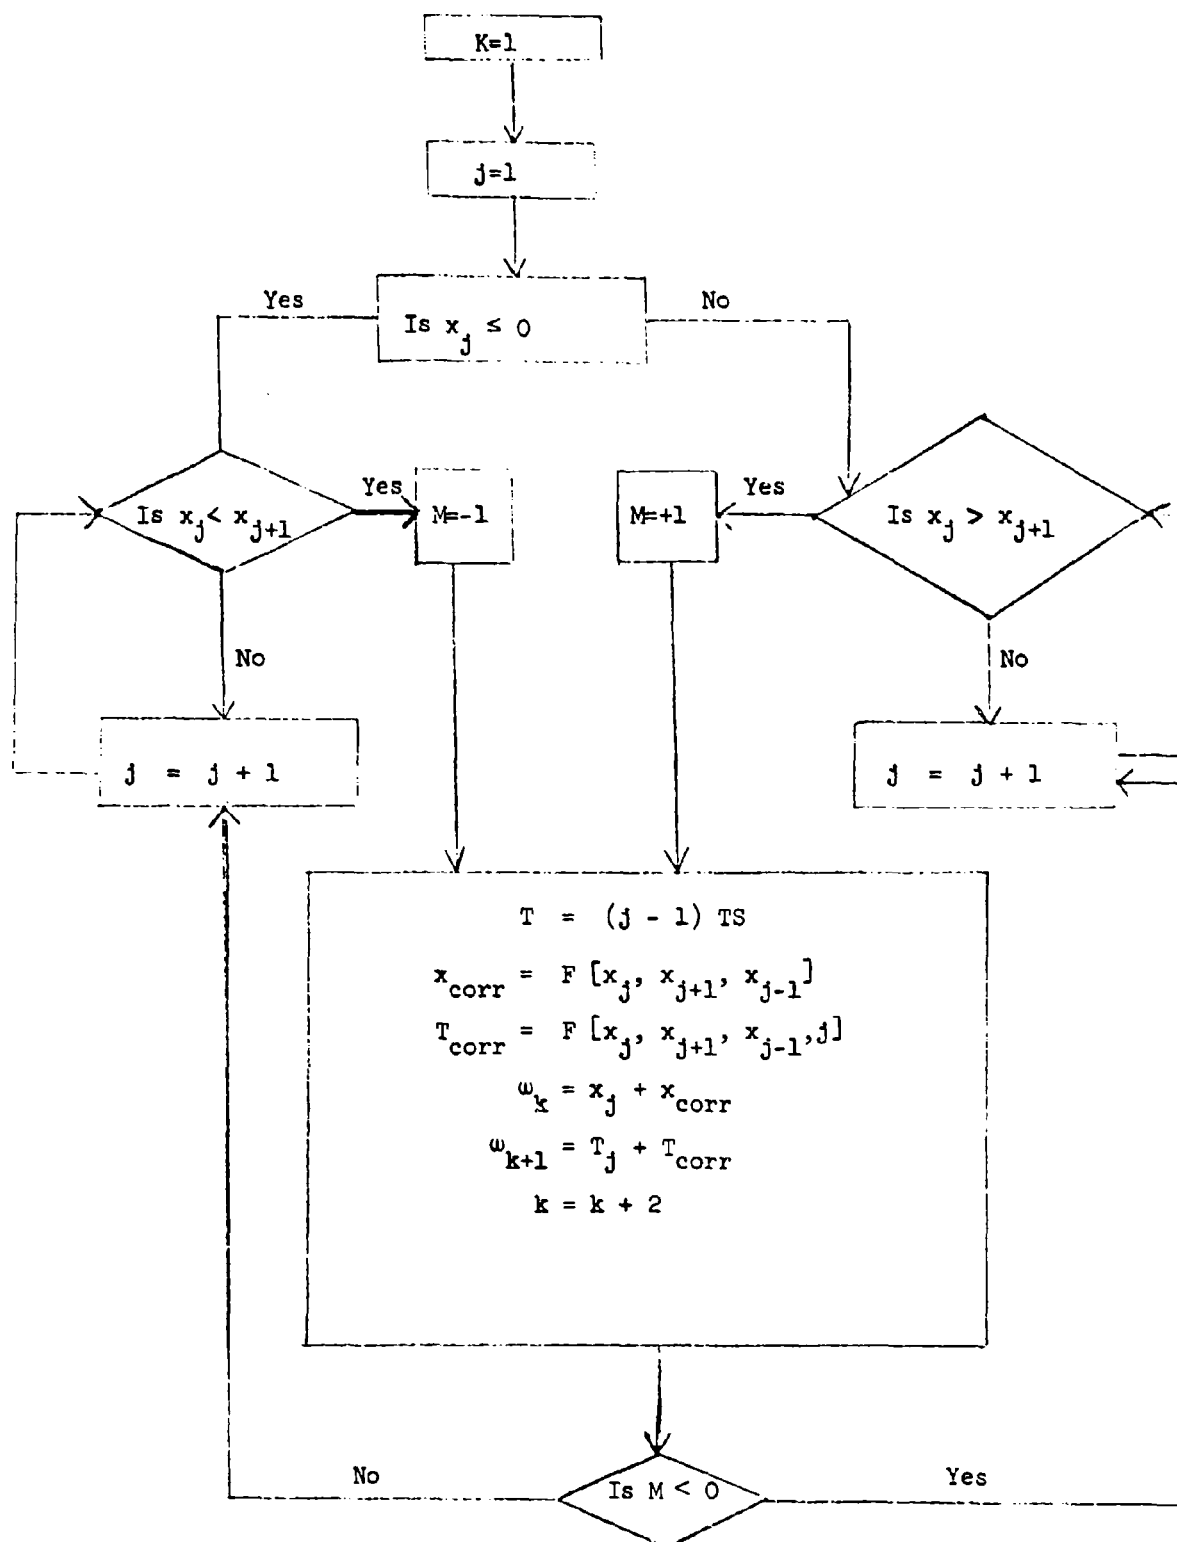 K=1
j=1
Yes
No
Is x_j ≤ 0
Is x_j < x_{j+1}
Yes
M=-1
M=+1
Yes
Is x_j > x_{j+1}
No
No
j = j + 1
j = j + 1
T = (j - 1) TS
x_corr = F [x_j, x_{j+1}, x_{j-1}]
T_corr = F [x_j, x_{j+1}, x_{j-1},j]
ω_k = x_j + x_corr
ω_{k+1} = T_j + T_corr
k = k + 2
No
Is M < 0
Yes